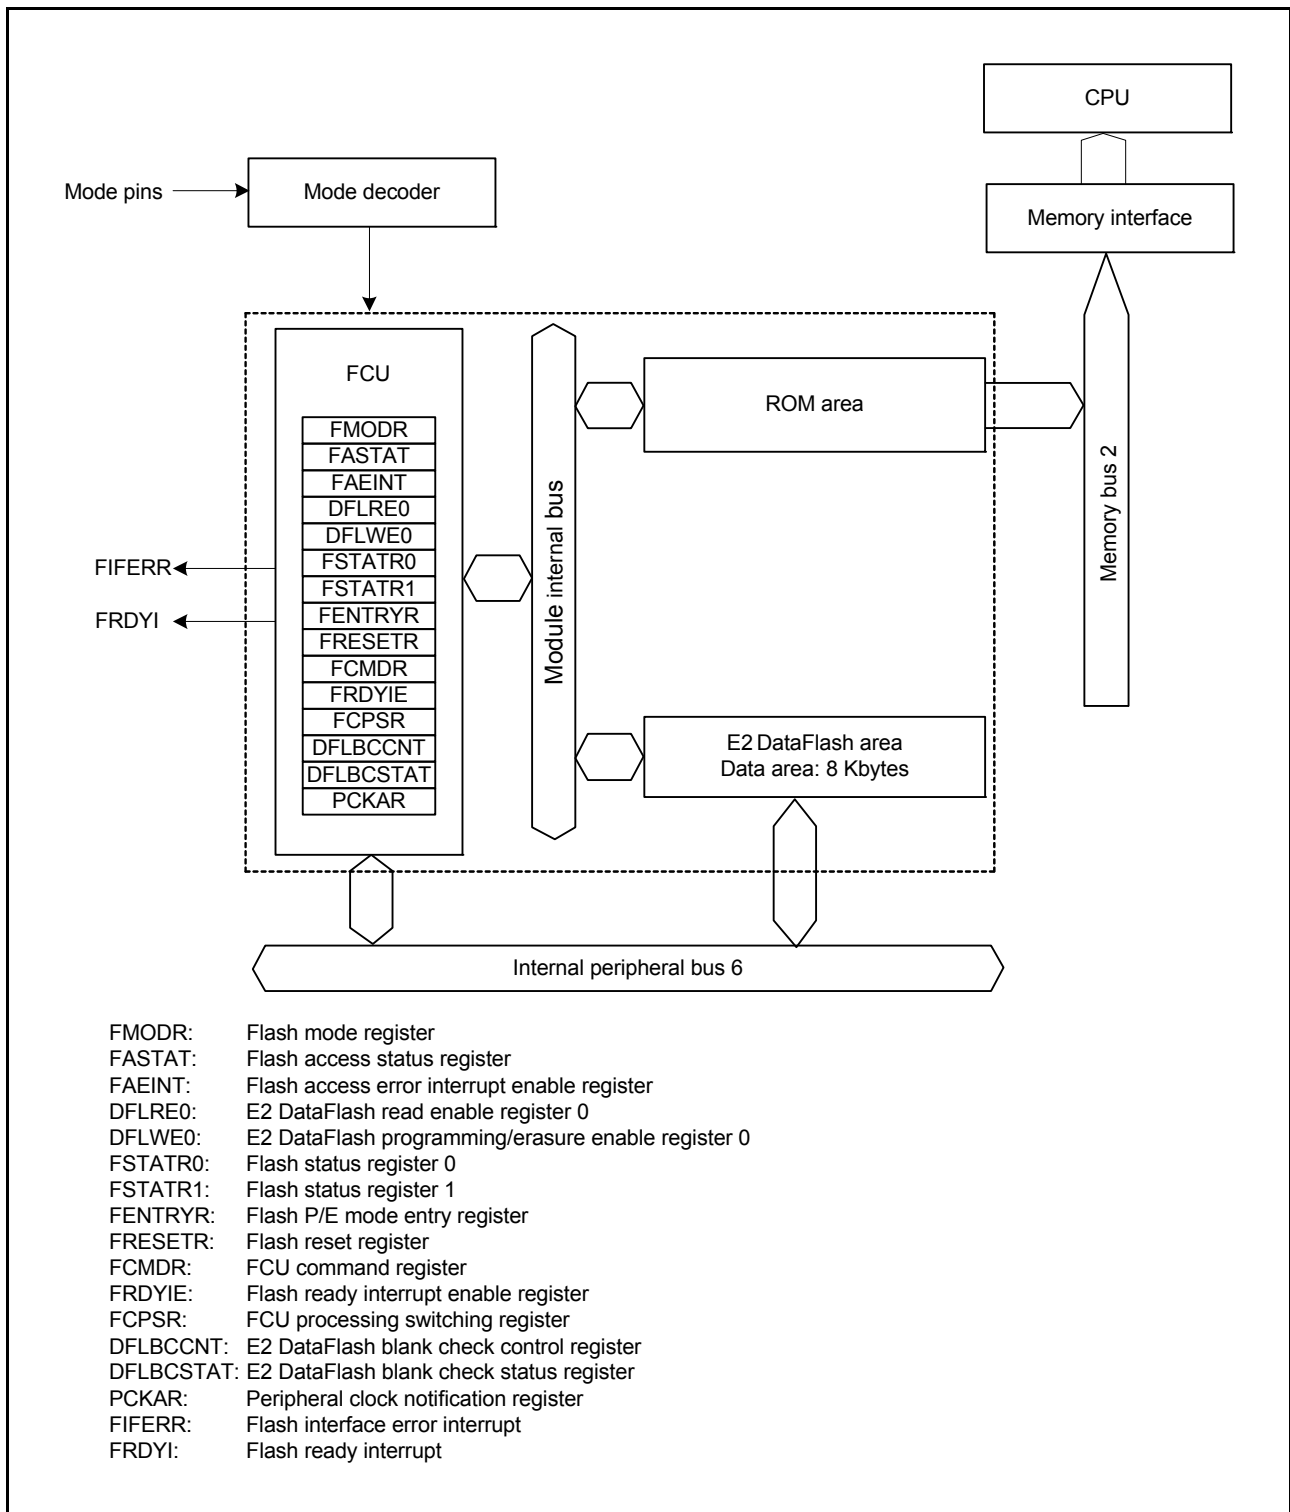 CPU
Mode pins
Mode decoder
Memory interface
FCU
FMODR
FASTAT
FAEINT
DFLRE0
DFLWE0
FSTATR0
FSTATR1
FENTRYR
FRESETR
FCMDR
FRDYIE
FCPSR
DFLBCCNT
DFLBCSTAT
PCKAR
FIFERR
FRDYI
Module internal bus
ROM area
E2 DataFlash area
Data area: 8 Kbytes
Memory bus 2
Internal peripheral bus 6
FMODR: Flash mode register
FASTAT: Flash access status register
FAEINT: Flash access error interrupt enable register
DFLRE0: E2 DataFlash read enable register 0
DFLWE0: E2 DataFlash programming/erasure enable register 0
FSTATR0: Flash status register 0
FSTATR1: Flash status register 1
FENTRYR: Flash P/E mode entry register
FRESETR: Flash reset register
FCMDR: FCU command register
FRDYIE: Flash ready interrupt enable register
FCPSR: FCU processing switching register
DFLBCCNT: E2 DataFlash blank check control register
DFLBCSTAT: E2 DataFlash blank check status register
PCKAR: Peripheral clock notification register
FIFERR: Flash interface error interrupt
FRDYI: Flash ready interrupt